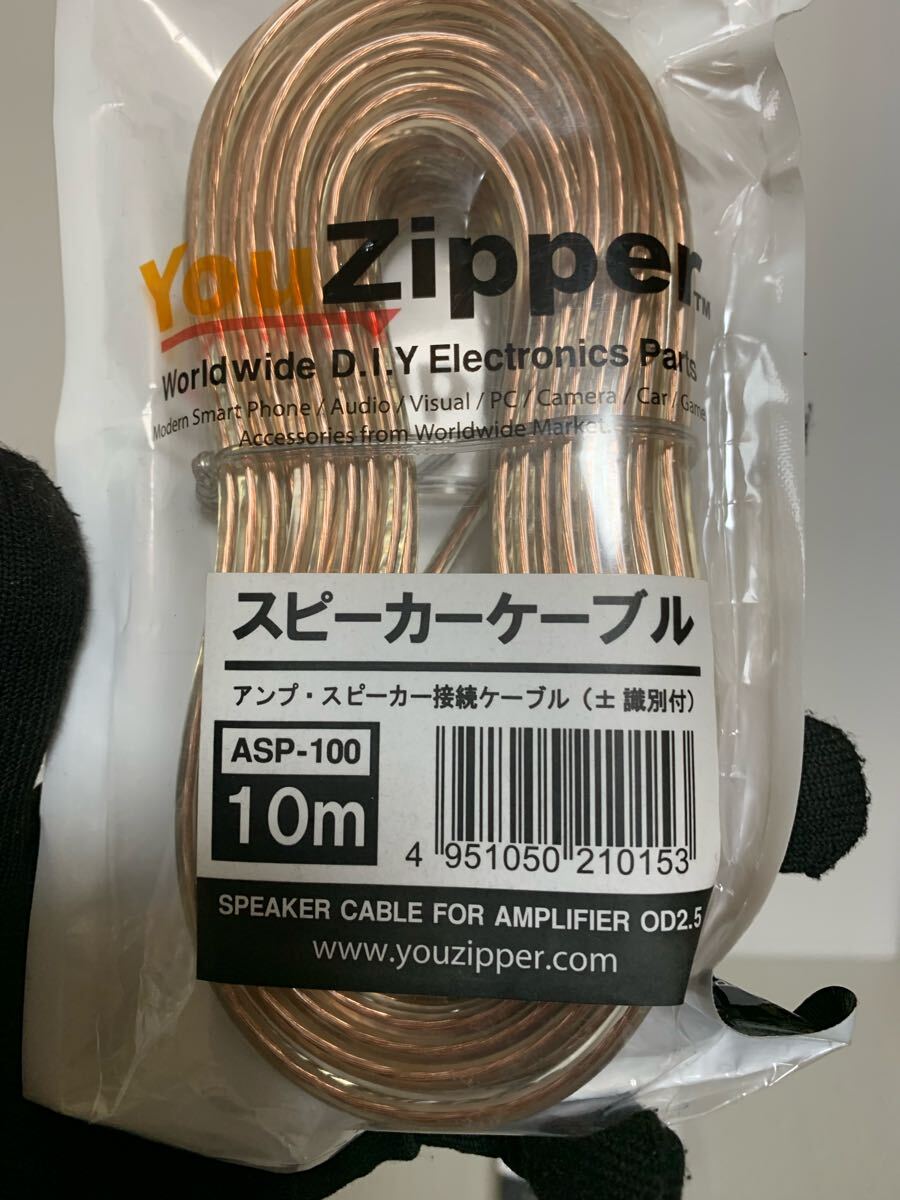 YouZipper™
Worldwide D.I.Y Electronics Parts
Modern Smart Phone / Audio / Visual / PC / Camera / Car / Game
Accessories from Worldwide Market.
スピーカーケーブル
アンプ・スピーカー接続ケーブル（± 識別付）
ASP-100
10m
4 951050 210153
SPEAKER CABLE FOR AMPLIFIER OD2.5
www.youzipper.com